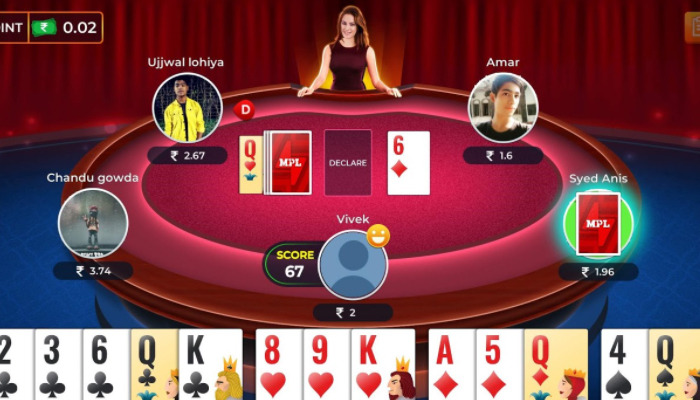 OINT ₹ 0.02
Ujjwal lohiya
Amar
D
₹ 2.67
Q
MPL
DECLARE
6
₹ 1.6
Chandu gowda
Syed Anis
MPL
Vivek
SCORE
67
₹ 3.74
₹ 1.96
₹ 2
2 3 6 Q K 8 9 K A 5 Q 4 Q